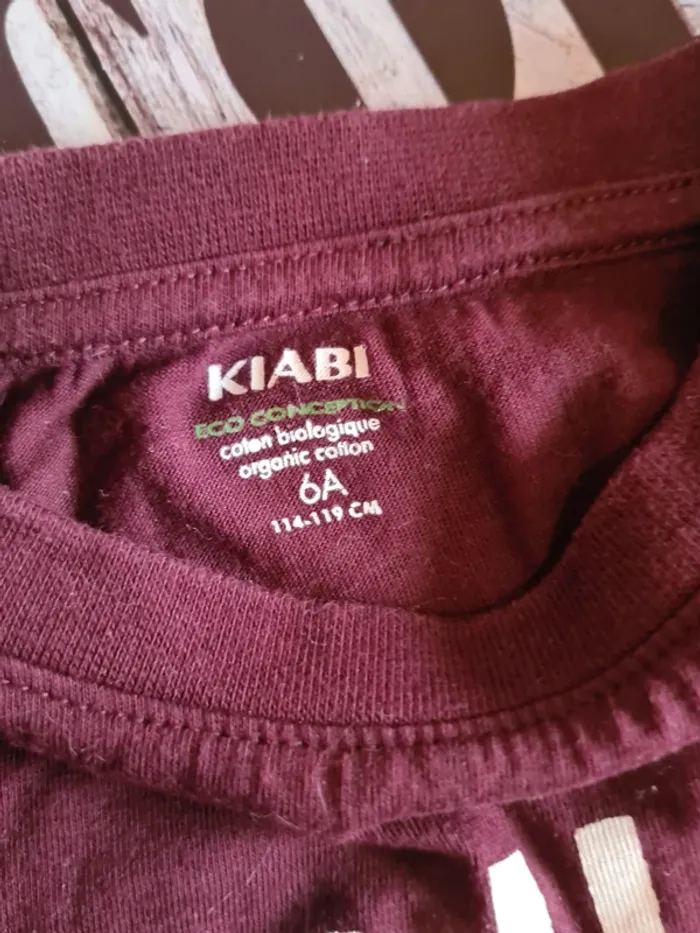 KIABI
ECO CONCEPTION
coton biologique
organic cotton
6A
114-119 CM